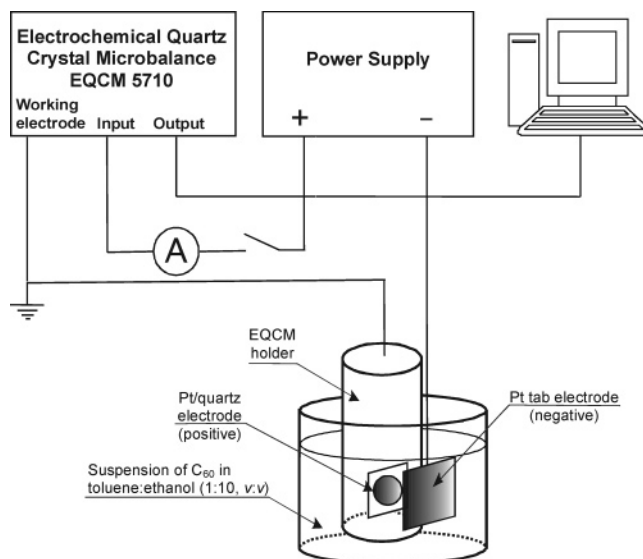 Electrochemical Quartz
Crystal Microbalance
EQCM 5710
Working
electrode Input Output
Power Supply
+ −
A
EQCM
holder
Pt/quartz
electrode
(positive)
Pt tab electrode
(negative)
Suspension of C₆₀ in
toluene:ethanol (1:10, v:v)